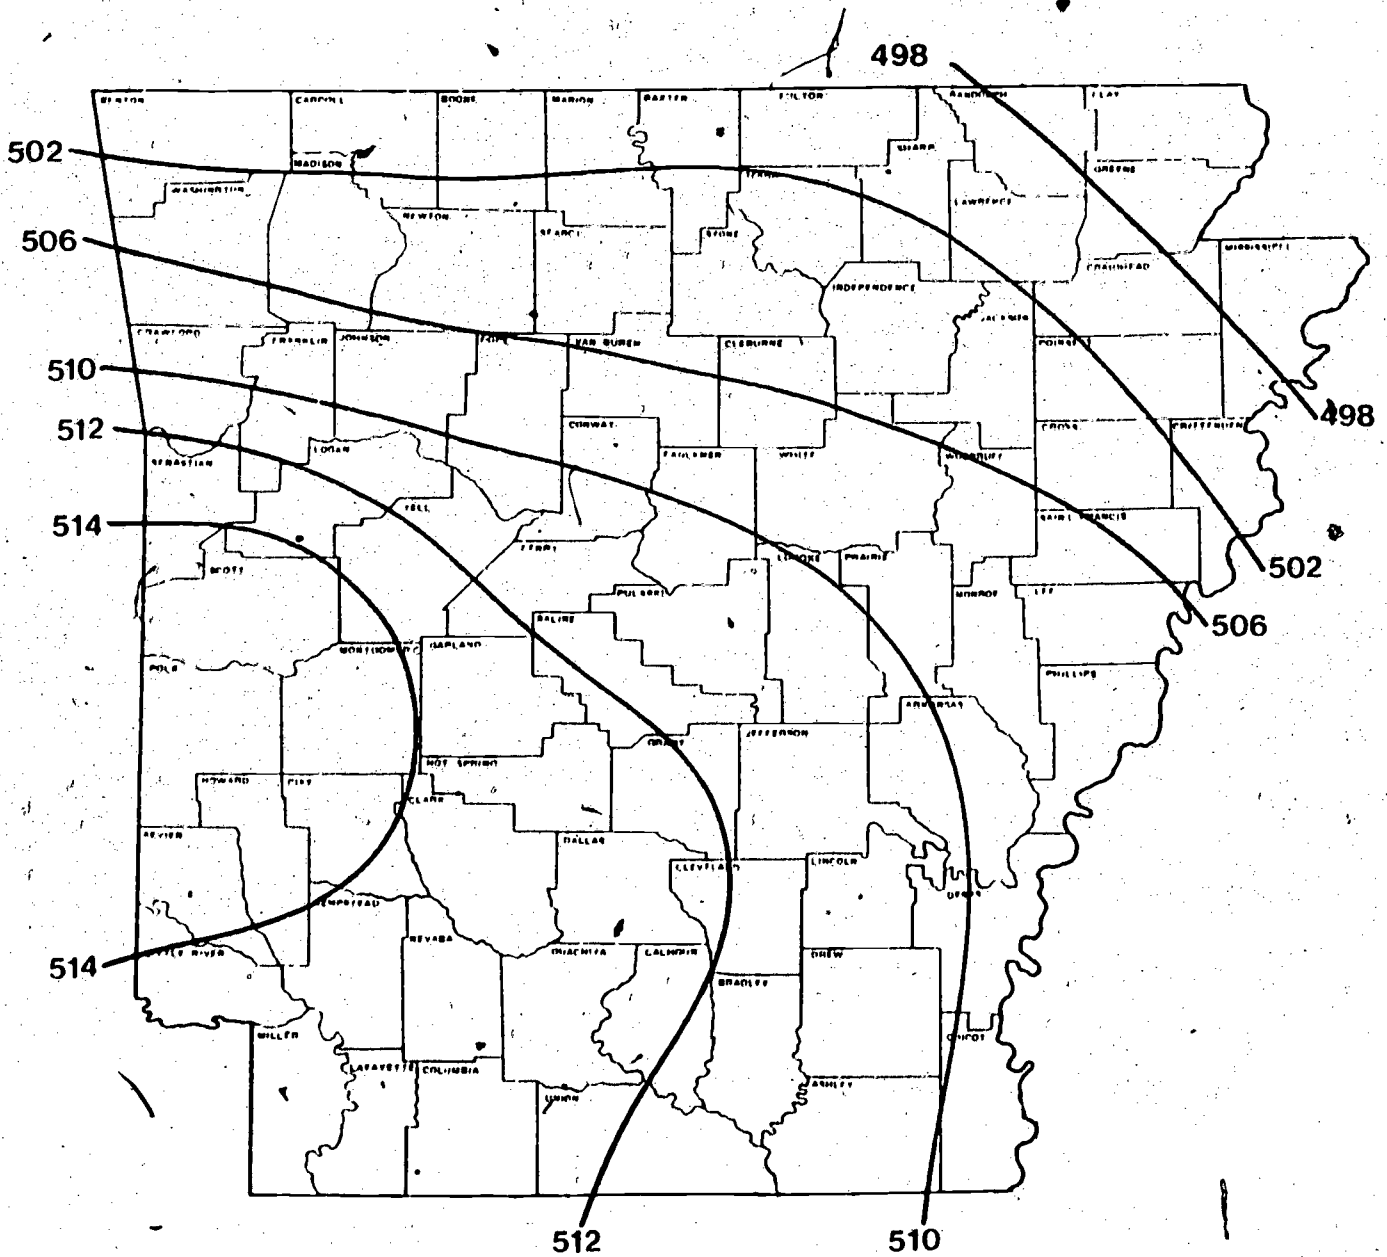 498
BENTON CARROLL BOONE MARION BAXTER FULTON RANDOLPH CLAY
502
MADISON SHARP
WASHINGTON GREENE
LAWRENCE
NEWTON
506 SEARCY STONE MISSISSIPPI
CRAIGHEAD
INDEPENDENCE
JACKSON
CRAWFORD FRANKLIN JOHNSON POPE VAN BUREN CLEBURNE POINSETT
510
498
512 CONWAY CROSS CRITTENDEN
SEBASTIAN LOGAN FAULKNER WHITE WOODRUFF
YELL
514 SAINT FRANCIS
PERRY
SCOTT LONOKE PRAIRIE 502
PULASKI MONROE LEE
SALINE 506
MONTGOMERY GARLAND
POLK PHILLIPS
ARKANSAS
GRANT JEFFERSON
HOT SPRING
HOWARD PIKE
CLARK
SEVIER DALLAS
CLEVELAND LINCOLN
DESHA
HEMPSTEAD
NEVADA
514 LITTLE RIVER OUACHITA CALHOUN DREW
BRADLEY
MILLER CHICOT
LAFAYETTE COLUMBIA
ASHLEY
UNION
512 510